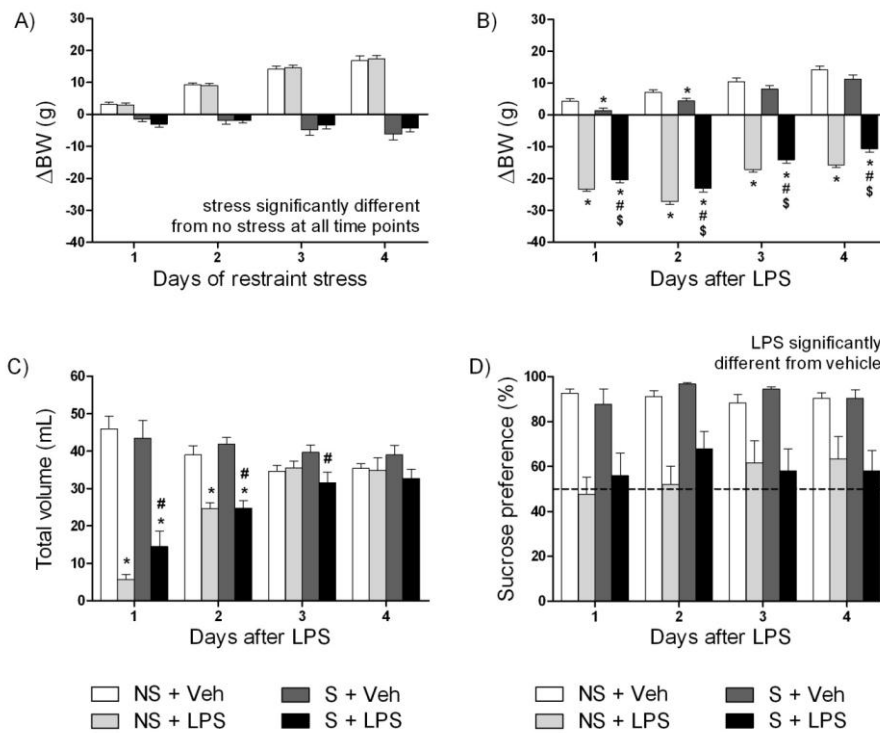 A)
ΔBW (g)
30
20
10
0
-10
-20
-30
-40
stress significantly different
from no stress at all time points
1 2 3 4
Days of restraint stress
B)
ΔBW (g)
30
20
10
0
-10
-20
-30
-40
* *
* * # $ * * # $ * * # $ * * # $
1 2 3 4
Days after LPS
C)
Total volume (mL)
60
50
40
30
20
10
0
* # * * # * #
1 2 3 4
Days after LPS
LPS significantly
different from vehicle
D)
Sucrose preference (%)
100
80
60
40
20
0
1 2 3 4
Days after LPS
NS + Veh S + Veh
NS + LPS S + LPS
NS + Veh S + Veh
NS + LPS S + LPS